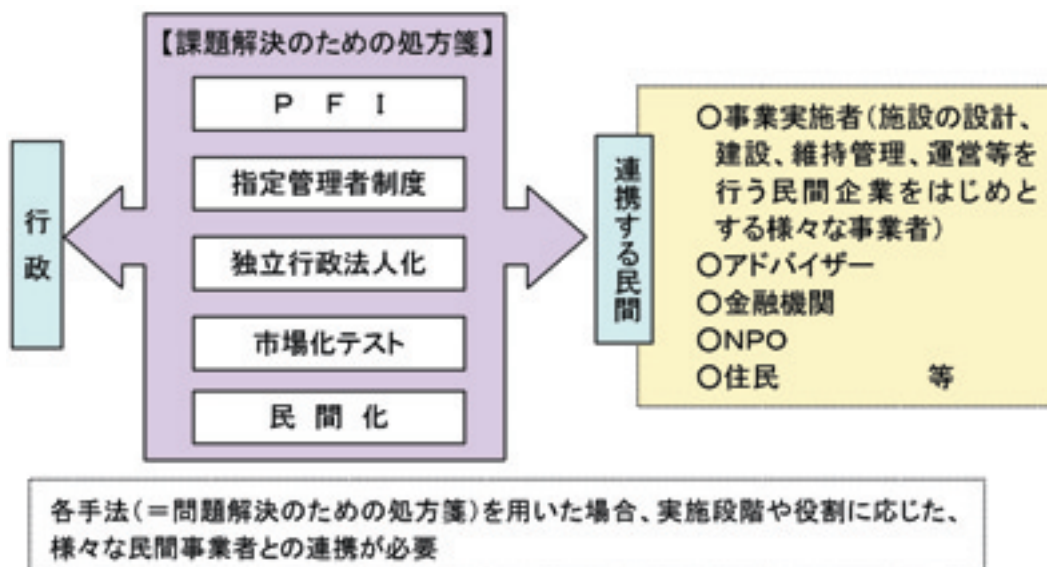 【課題解決のための処方箋】
P F I
指定管理者制度
独立行政法人化
市場化テスト
民 間 化
行政
連携する民間
〇事業実施者(施設の設計、
建設、維持管理、運営等を
行う民間企業をはじめと
する様々な事業者)
〇アドバイザー
〇金融機関
〇NPO
〇住民 等
各手法(=問題解決のための処方箋)を用いた場合、実施段階や役割に応じた、
様々な民間事業者との連携が必要